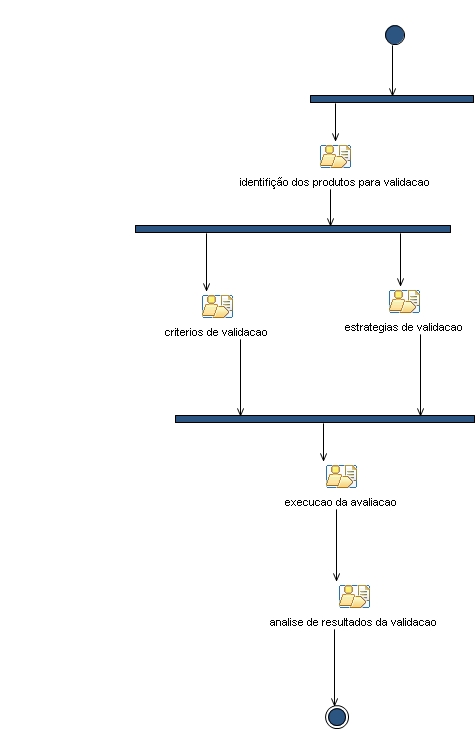 identifição dos produtos para validacao
criterios de validacao
estrategias de validacao
execucao da avaliacao
analise de resultados da validacao